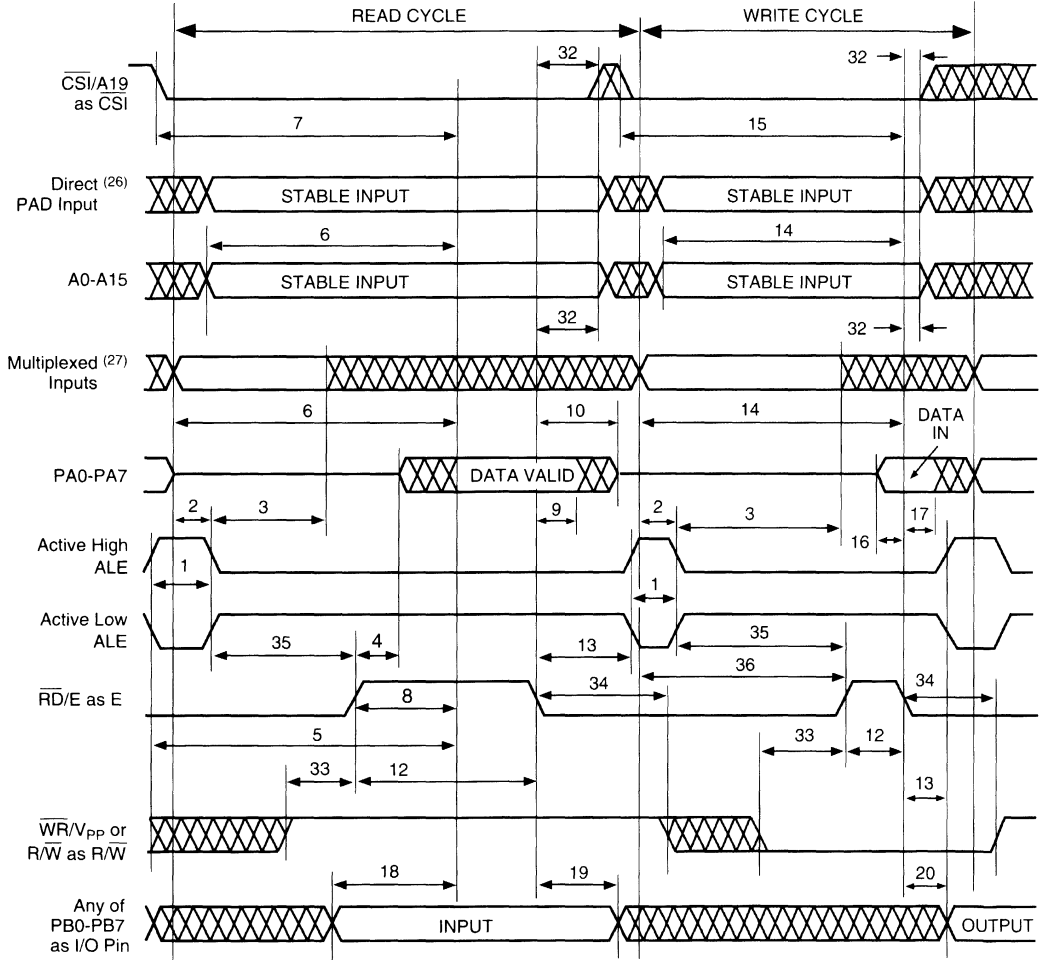 READ CYCLE WRITE CYCLE
32 32
CSI/A19
as CSI
7 15
Direct (26)
PAD Input
STABLE INPUT STABLE INPUT
6 14
A0-A15 STABLE INPUT STABLE INPUT
32 32
Multiplexed (27)
Inputs
6 10 14 DATA
IN
PA0-PA7 DATA VALID
2 3 9 2 3 16 17
Active High
ALE
1 1
Active Low
ALE
35 4 13 35
36
RD/E as E 8 34 34
5 33 12
33 12 13
WR/VPP or
R/W as R/W
18 19 20
Any of
PB0-PB7
as I/O Pin
INPUT OUTPUT